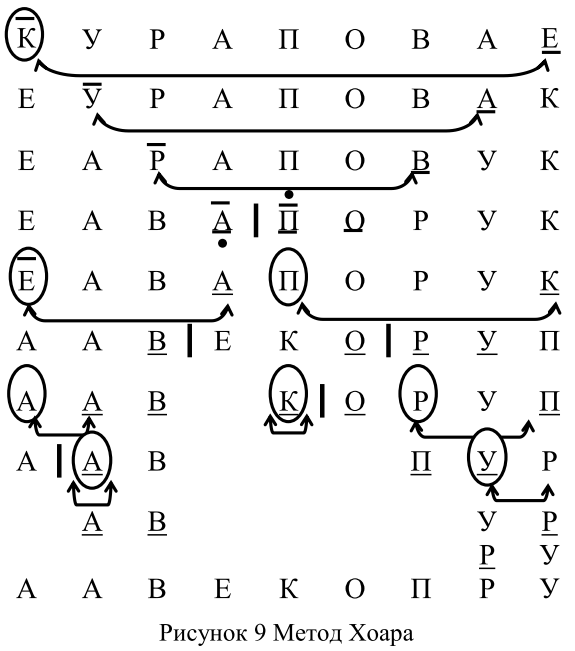 К У Р А П О В А Е
Е У Р А П О В А К
Е А Р А П О В У К
Е А В А П О Р У К
Е А В А П О Р У К
А А В Е К О Р У П
А А В К О Р У П
А А В П У Р
А В У Р
Р У
А А В Е К О П Р У
Рисунок 9 Метод Хоара